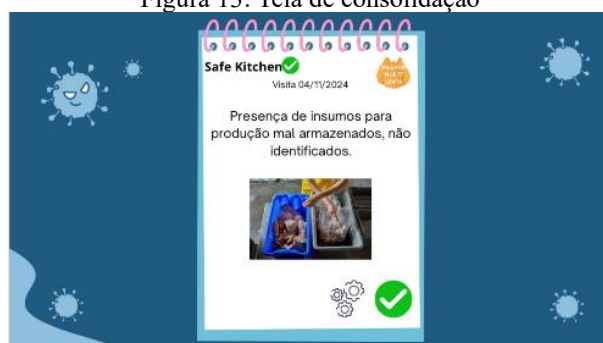 Figura 13: Tela de consolidação
Safe Kitchen
Visita 04/11/2024
Presença de insumos para
produção mal armazenados, não
identificados.